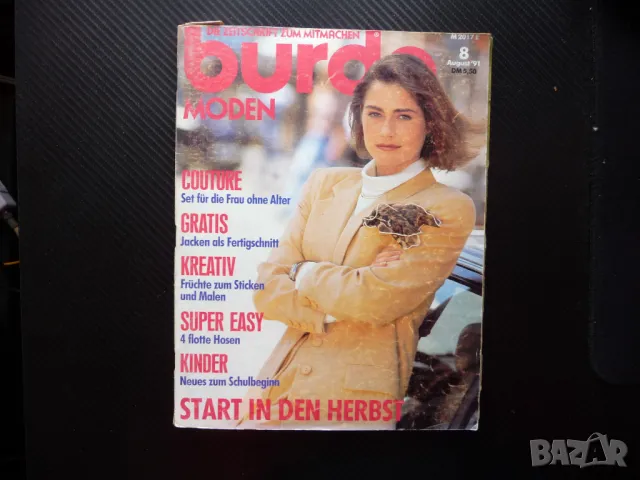 DIE ZEITSCHRIFT ZUM MITMACHEN
burda
MODEN
M 2017 E
8
August '91
DM 5,50
COUTURE
Set für die Frau ohne Alter
GRATIS
Jacken als Fertigschnitt
KREATIV
Früchte zum Sticken
und Malen
SUPER EASY
4 flotte Hosen
KINDER
Neues zum Schulbeginn
START IN DEN HERBST
BAZAR